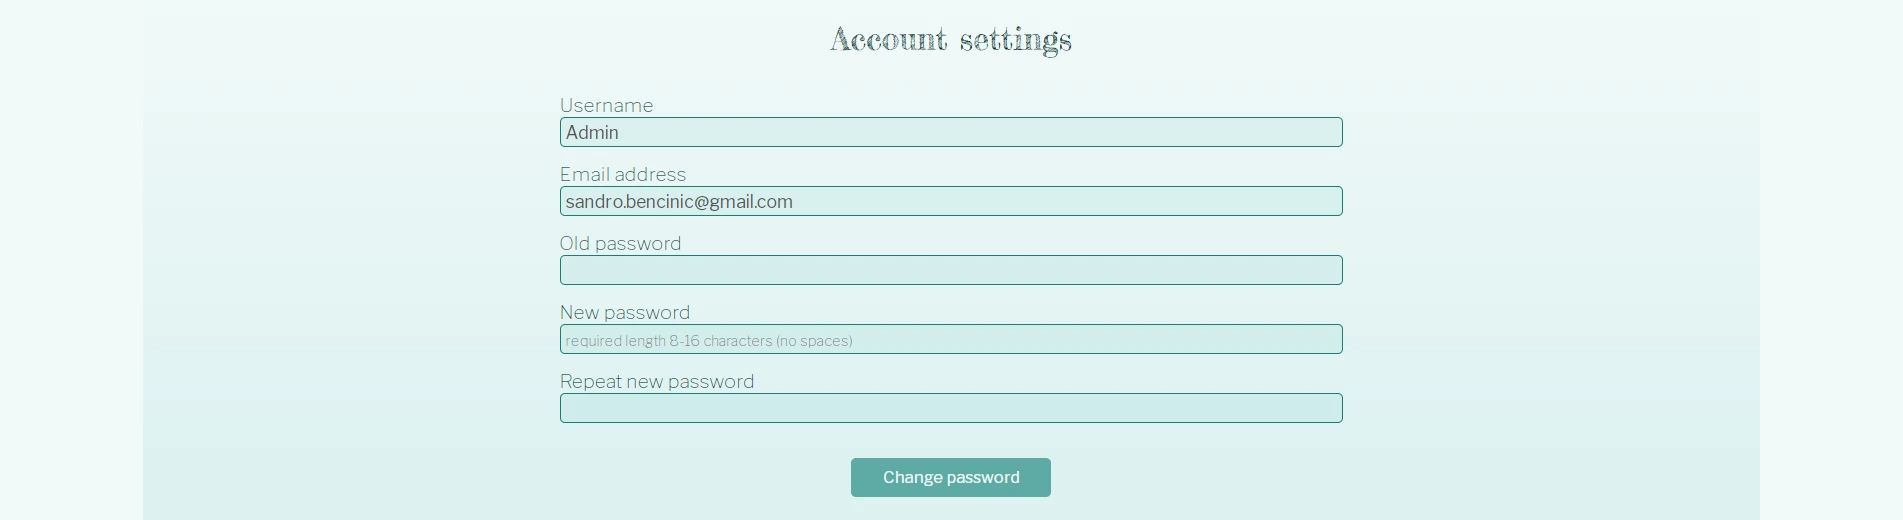 Account settings
Username
Admin
Email address
sandro.bencinic@gmail.com
Old password
New password
required length 8-16 characters (no spaces)
Repeat new password
Change password